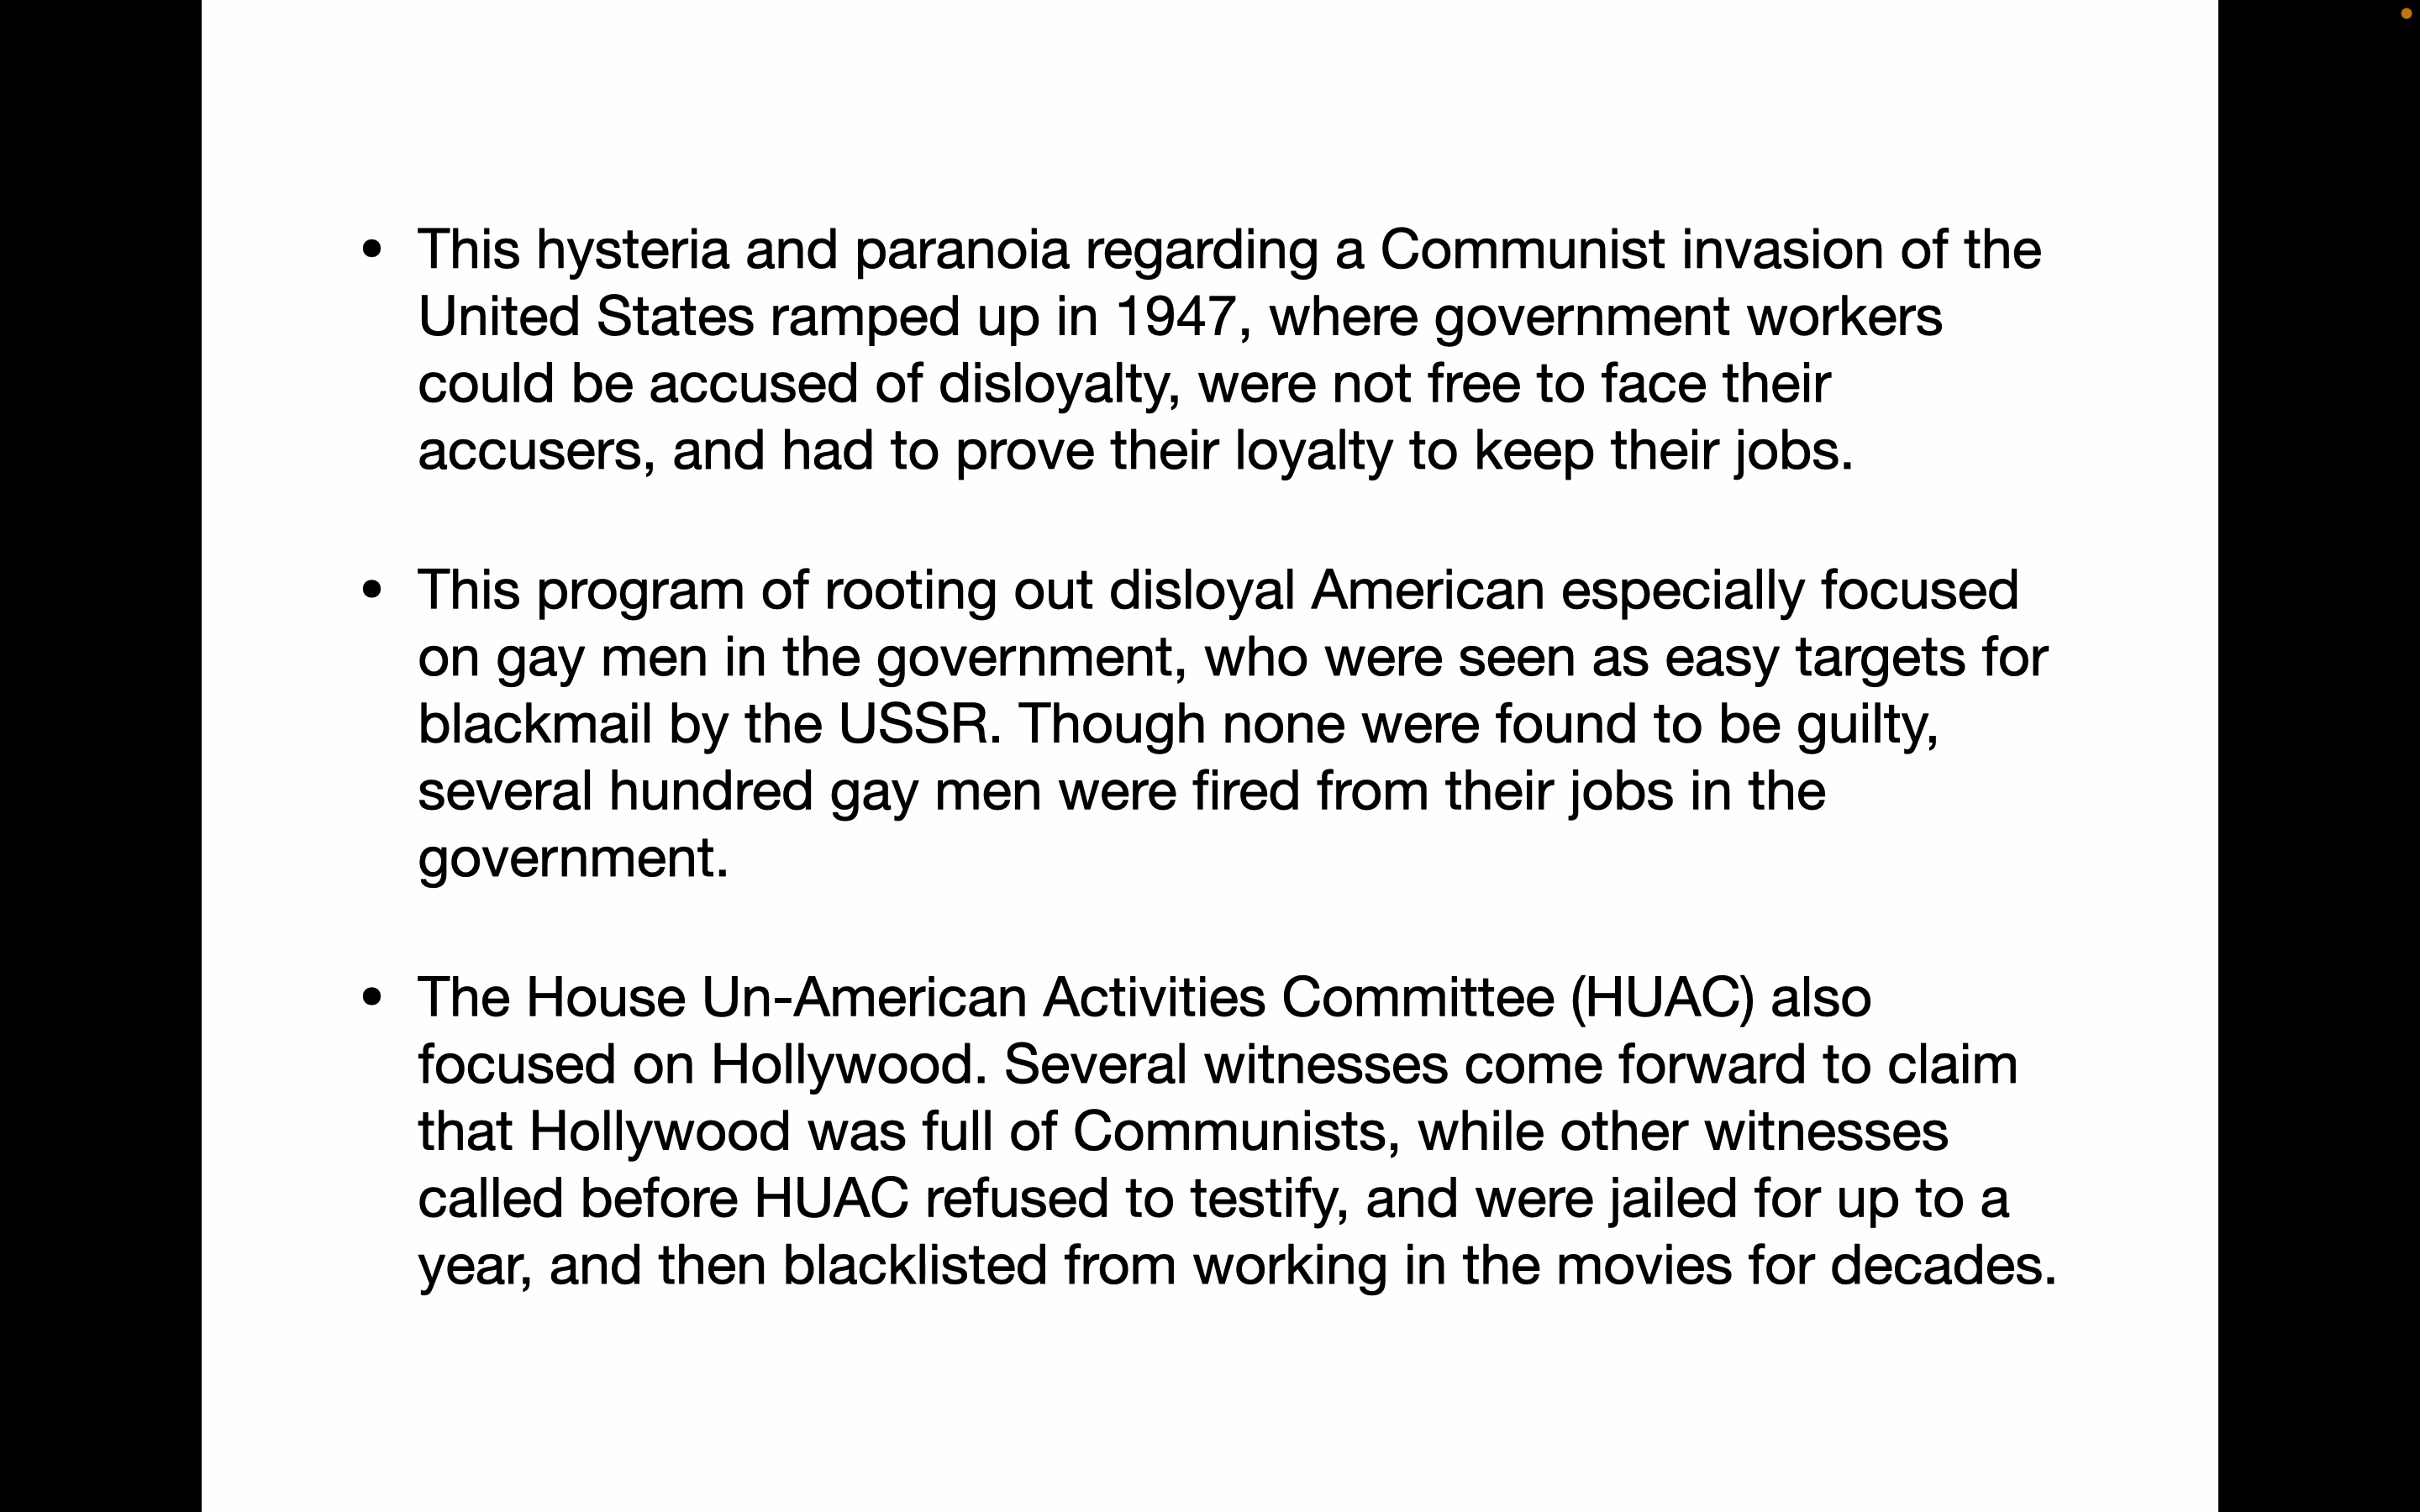 • This hysteria and paranoia regarding a Communist invasion of the
United States ramped up in 1947, where government workers
could be accused of disloyalty, were not free to face their
accusers, and had to prove their loyalty to keep their jobs.
• This program of rooting out disloyal American especially focused
on gay men in the government, who were seen as easy targets for
blackmail by the USSR. Though none were found to be guilty,
several hundred gay men were fired from their jobs in the
government.
• The House Un-American Activities Committee (HUAC) also
focused on Hollywood. Several witnesses come forward to claim
that Hollywood was full of Communists, while other witnesses
called before HUAC refused to testify, and were jailed for up to a
year, and then blacklisted from working in the movies for decades.